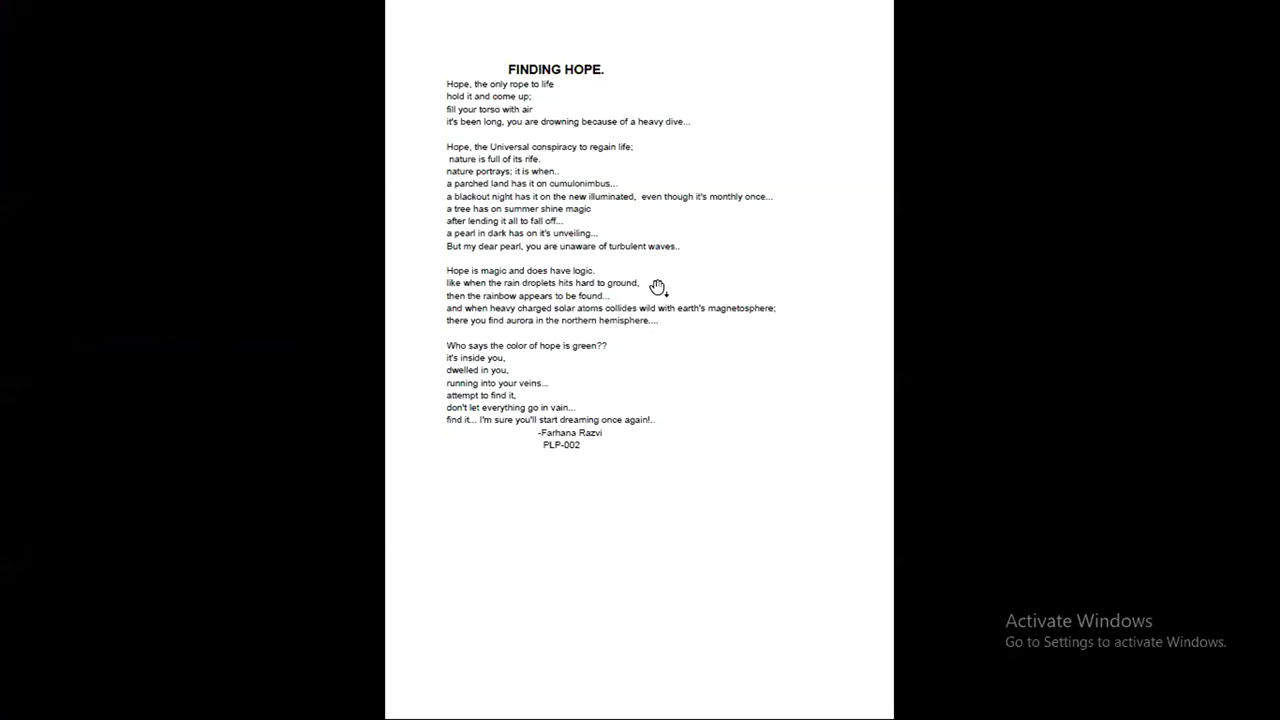 FINDING HOPE.
Hope, the only rope to life
hold it and come up;
fill your torso with air
it's been long, you are drowning because of a heavy dive...
Hope, the Universal conspiracy to regain life;
nature is full of its rife.
nature portrays; it is when..
a parched land has it on cumulonimbus...
a blackout night has it on the new illuminated,  even though it's monthly once...
a tree has on summer shine magic
after lending it all to fall off...
a pearl in dark has on it's unveiling...
But my dear pearl, you are unaware of turbulent waves..
Hope is magic and does have logic.
like when the rain droplets hits hard to ground,
then the rainbow appears to be found...
and when heavy charged solar atoms collides wild with earth's magnetosphere;
there you find aurora in the northern hemisphere....
Who says the color of hope is green??
it's inside you,
dwelled in you,
running into your veins...
attempt to find it,
don't let everything go in vain...
find it... I'm sure you'll start dreaming once again!..
-Farhana Razvi
PLP-002
Activate Windows
Go to Settings to activate Windows.